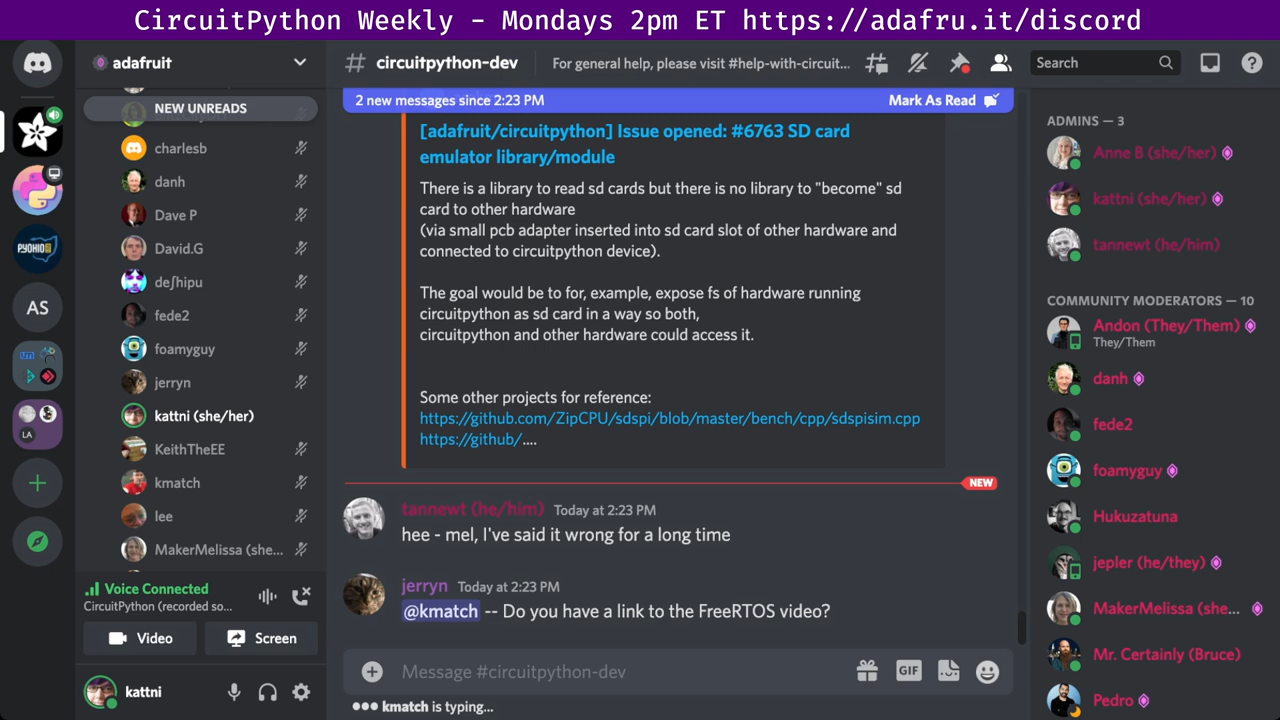 CircuitPython Weekly - Mondays 2pm ET https://adafru.it/discord
adafruit
NEW UNREADS
charlesb
danh
Dave P
David.G
deʃhipu
fede2
foamyguy
jerryn
kattni (she/her)
KeithTheEE
kmatch
lee
MakerMelissa (she...
Voice Connected
CircuitPython (recorded so...
Video
Screen
kattni
PYOHIO
AS
LA
circuitpython-dev
For general help, please visit #help-with-circuit...
Search
2 new messages since 2:23 PM
Mark As Read
[adafruit/circuitpython] Issue opened: #6763 SD card
emulator library/module
There is a library to read sd cards but there is no library to "become" sd
card to other hardware
(via small pcb adapter inserted into sd card slot of other hardware and
connected to circuitpython device).
The goal would be to for, example, expose fs of hardware running
circuitpython as sd card in a way so both,
circuitpython and other hardware could access it.
Some other projects for reference:
https://github.com/ZipCPU/sdspi/blob/master/bench/cpp/sdspisim.cpp
https://github/....
NEW
tannewt (he/him) Today at 2:23 PM
hee - mel, I've said it wrong for a long time
jerryn Today at 2:23 PM
@kmatch -- Do you have a link to the FreeRTOS video?
Message #circuitpython-dev
GIF
kmatch is typing...
ADMINS — 3
Anne B (she/her)
kattni (she/her)
tannewt (he/him)
COMMUNITY MODERATORS — 10
Andon (They/Them)
They/Them
danh
fede2
foamyguy
Hukuzatuna
jepler (he/they)
MakerMelissa (she...
Mr. Certainly (Bruce)
Pedro